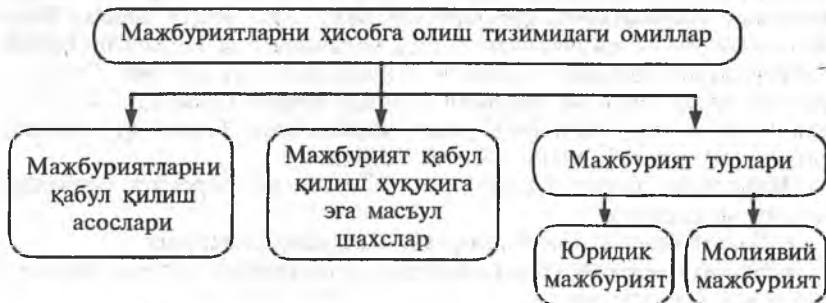 Мажбуриятларни ҳисобга олиш тизимидаги омиллар
Мажбуриятларни
қабул қилиш
асослари
Мажбурият қабул
қилиш ҳуқуқига
эга масъул
шахслар
Мажбурият турлари
Юридик
мажбурият
Молиявий
мажбурият